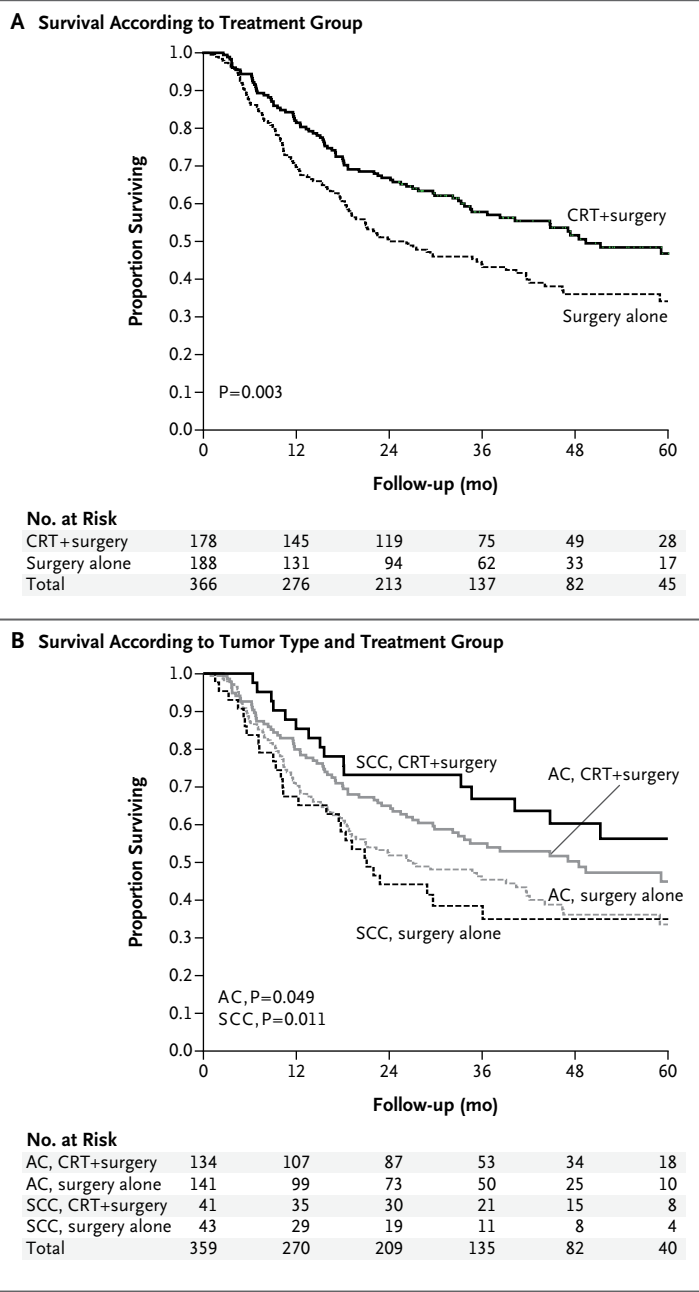 A Survival According to Treatment Group
1.0
0.9
0.8
0.7
0.6
0.5
0.4
0.3
0.2
0.1
0.0
Proportion Surviving
CRT+surgery
Surgery alone
P=0.003
0 12 24 36 48 60
Follow-up (mo)
No. at Risk
CRT+surgery 178 145 119 75 49 28
Surgery alone 188 131 94 62 33 17
Total 366 276 213 137 82 45
B Survival According to Tumor Type and Treatment Group
1.0
0.9
0.8
0.7
0.6
0.5
0.4
0.3
0.2
0.1
0.0
Proportion Surviving
SCC, CRT+surgery
AC, CRT+surgery
AC, surgery alone
SCC, surgery alone
AC, P=0.049
SCC, P=0.011
0 12 24 36 48 60
Follow-up (mo)
No. at Risk
AC, CRT+surgery 134 107 87 53 34 18
AC, surgery alone 141 99 73 50 25 10
SCC, CRT+surgery 41 35 30 21 15 8
SCC, surgery alone 43 29 19 11 8 4
Total 359 270 209 135 82 40